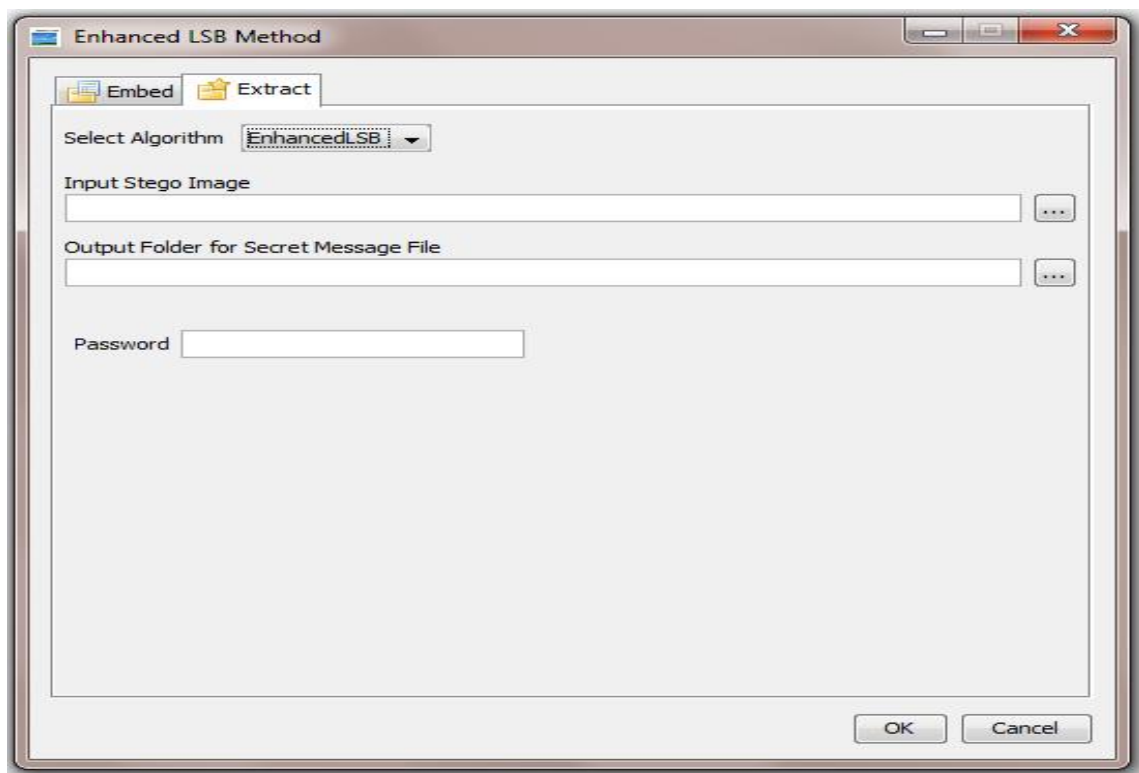 Enhanced LSB Method
Embed Extract
Select Algorithm EnhancedLSB
Input Stego Image
...
Output Folder for Secret Message File
...
Password
OK Cancel